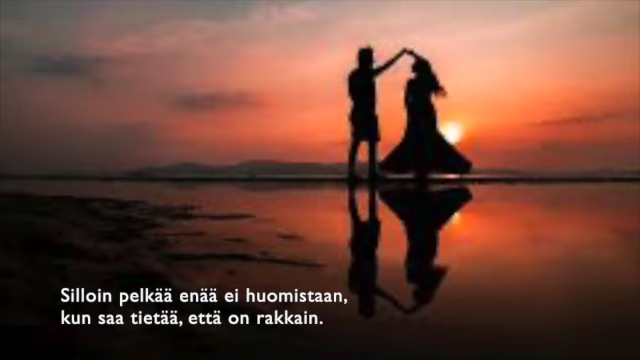 Silloin pelkää enää ei huomistaan,
kun saa tietää, että on rakkain.